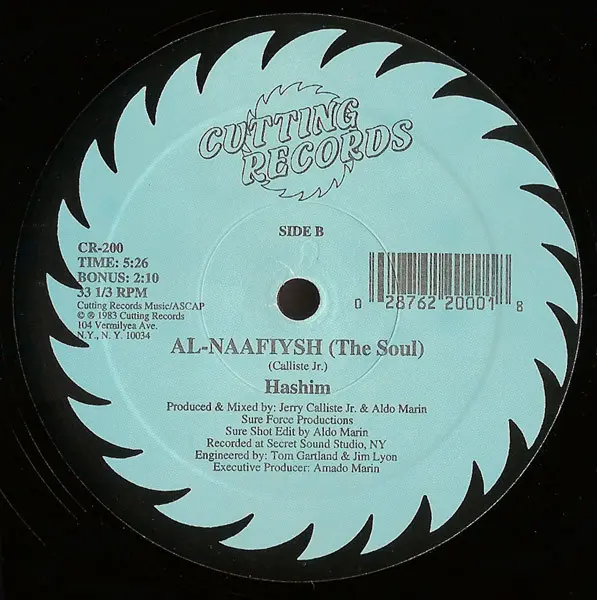 CUTTING
RECORDS
SIDE B
CR-200
TIME: 5:26
BONUS: 2:10
33 1/3 RPM
Cutting Records Music/ASCAP
© ℗ 1983 Cutting Records
104 Vermilyea Ave.
N.Y., N. Y. 10034
0 28762 20001 8
AL-NAAFIYSH (The Soul)
(Calliste Jr.)
Hashim
Produced & Mixed by: Jerry Calliste Jr. & Aldo Marin
Sure Force Productions
Sure Shot Edit by Aldo Marin
Recorded at Secret Sound Studio, NY
Engineered by: Tom Gartland & Jim Lyon
Executive Producer: Amado Marin